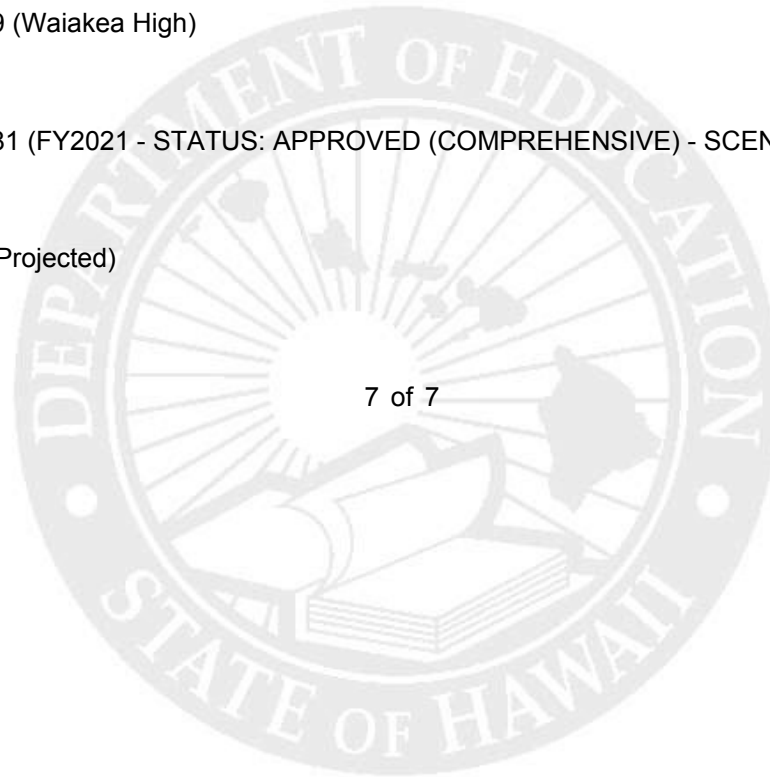 9 (Waiakea High)
31 (FY2021 - STATUS: APPROVED (COMPREHENSIVE) - SCEN
Projected)
7 of 7
DEPARTMENT OF EDUCATION
STATE OF HAWAII